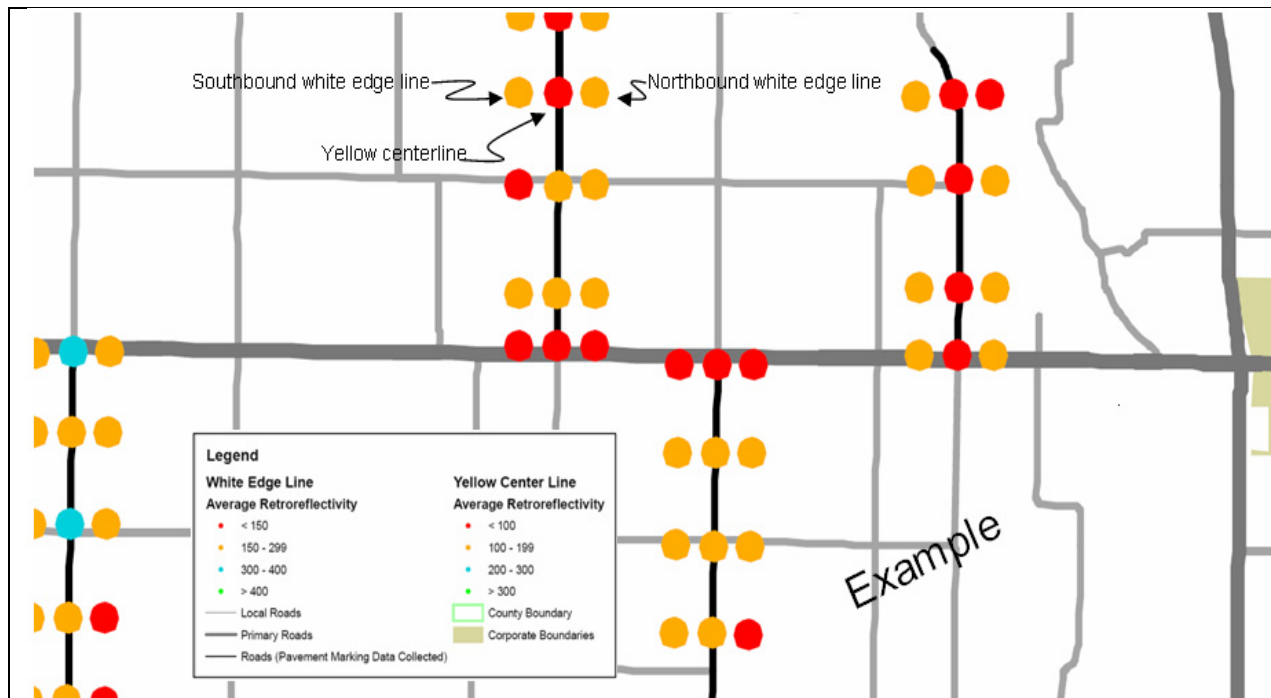 Southbound white edge line
Northbound white edge line
Yellow centerline
Example
Legend
White Edge Line
Average Retroreflectivity
< 150
150 - 299
300 - 400
> 400
Local Roads
Primary Roads
Roads (Pavement Marking Data Collected)
Yellow Center Line
Average Retroreflectivity
< 100
100 - 199
200 - 300
> 300
County Boundary
Corporate Boundaries